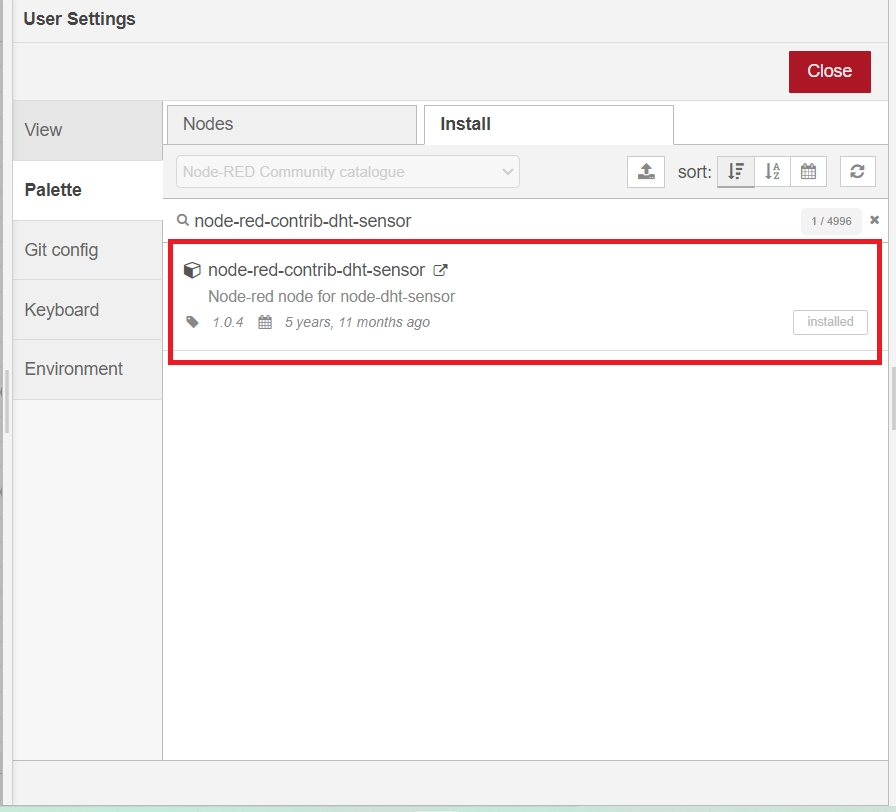 User Settings
Close
View
Palette
Git config
Keyboard
Environment
Nodes
Install
Node-RED Community catalogue
sort:
A
Z
node-red-contrib-dht-sensor
1 / 4996
node-red-contrib-dht-sensor
Node-red node for node-dht-sensor
1.0.4 5 years, 11 months ago
installed